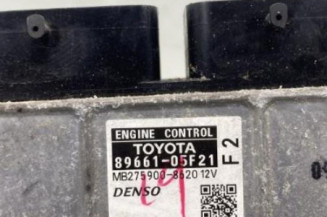 ENGINE CONTROL
TOYOTA
89661-05F21
F2
MB275900-8620 12V
DENSO